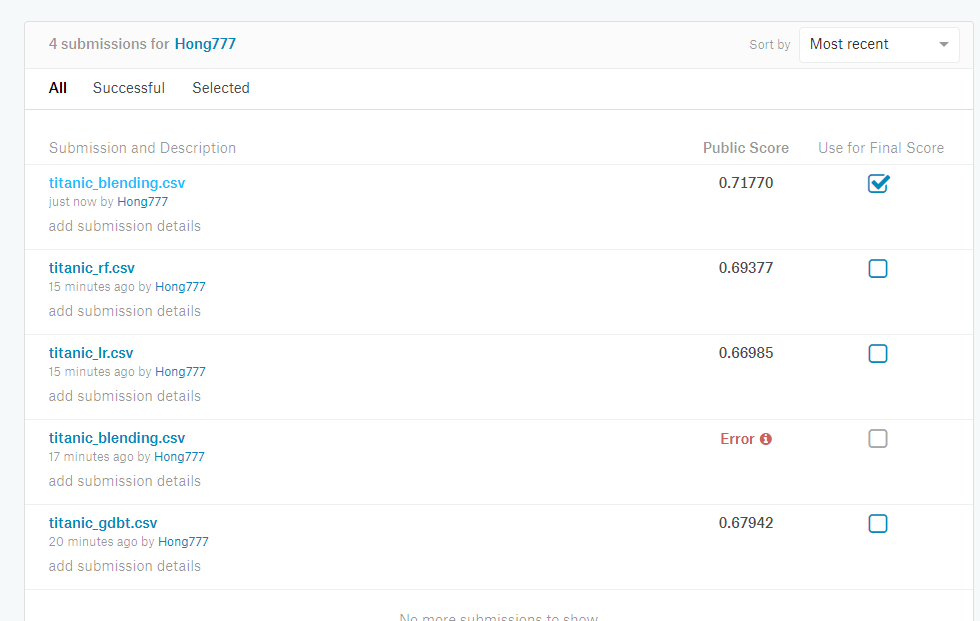 4 submissions for Hong777 Sort by Most recent
All Successful Selected
Submission and Description Public Score Use for Final Score
titanic_blending.csv 0.71770
just now by Hong777
add submission details
titanic_rf.csv 0.69377
15 minutes ago by Hong777
add submission details
titanic_lr.csv 0.66985
15 minutes ago by Hong777
add submission details
titanic_blending.csv Error
17 minutes ago by Hong777
add submission details
titanic_gdbt.csv 0.67942
20 minutes ago by Hong777
add submission details
No more submissions to show